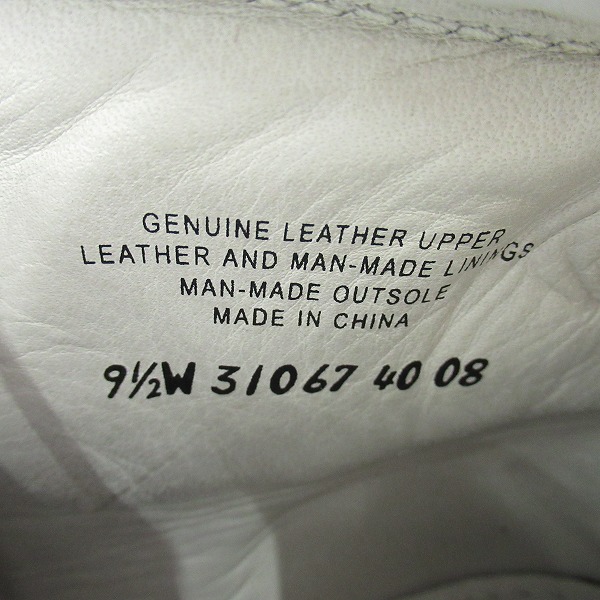 GENUINE LEATHER UPPER
LEATHER AND MAN-MADE LININGS
MAN-MADE OUTSOLE
MADE IN CHINA
9½W 31067 40 08